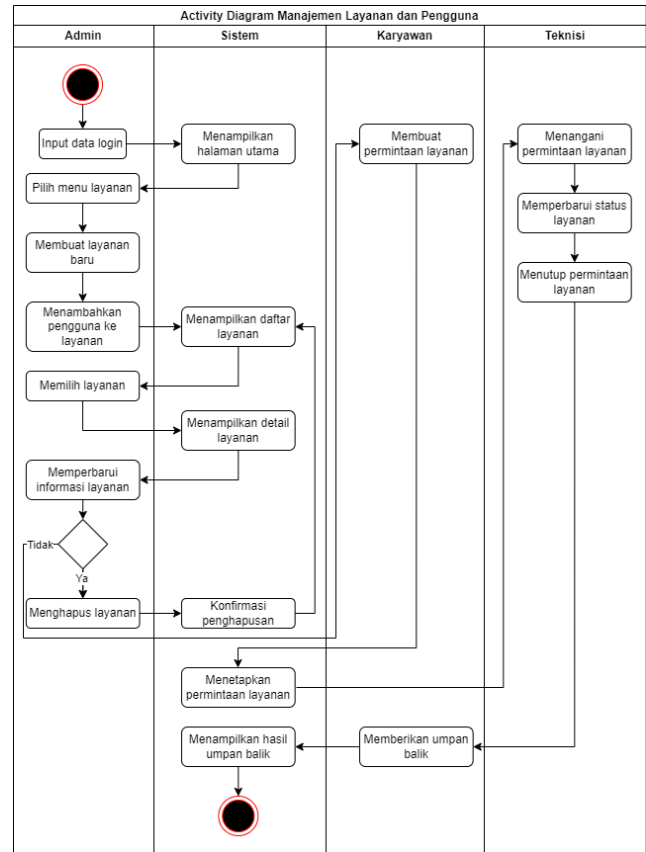 Activity Diagram Manajemen Layanan dan Pengguna
Admin
Sistem
Karyawan
Teknisi
Input data login
Menampilkan
halaman utama
Membuat
permintaan layanan
Menangani
permintaan layanan
Pilih menu layanan
Memperbarui status
layanan
Membuat layanan
baru
Menutup permintaan
layanan
Menambahkan
pengguna ke
layanan
Menampilkan daftar
layanan
Memilih layanan
Menampilkan detail
layanan
Memperbarui
informasi layanan
Tidak
Ya
Menghapus layanan
Konfirmasi
penghapusan
Menetapkan
permintaan layanan
Menampilkan hasil
umpan balik
Memberikan umpan
balik